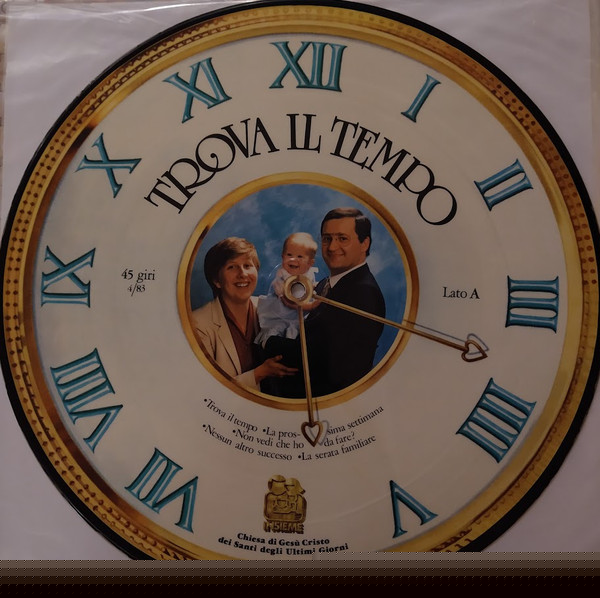 XII
I
II
III
IIII
V
VII
VIII
IX
X
XI
TROVA IL TEMPO
45 giri
4/83
Lato A
•Trova il tempo •La pros- sima settimana
•Non vedi che ho da fare?
•Nessun altro successo •La serata familiare
INSIEME
Chiesa di Gesù Cristo
dei Santi degli Ultimi Giorni